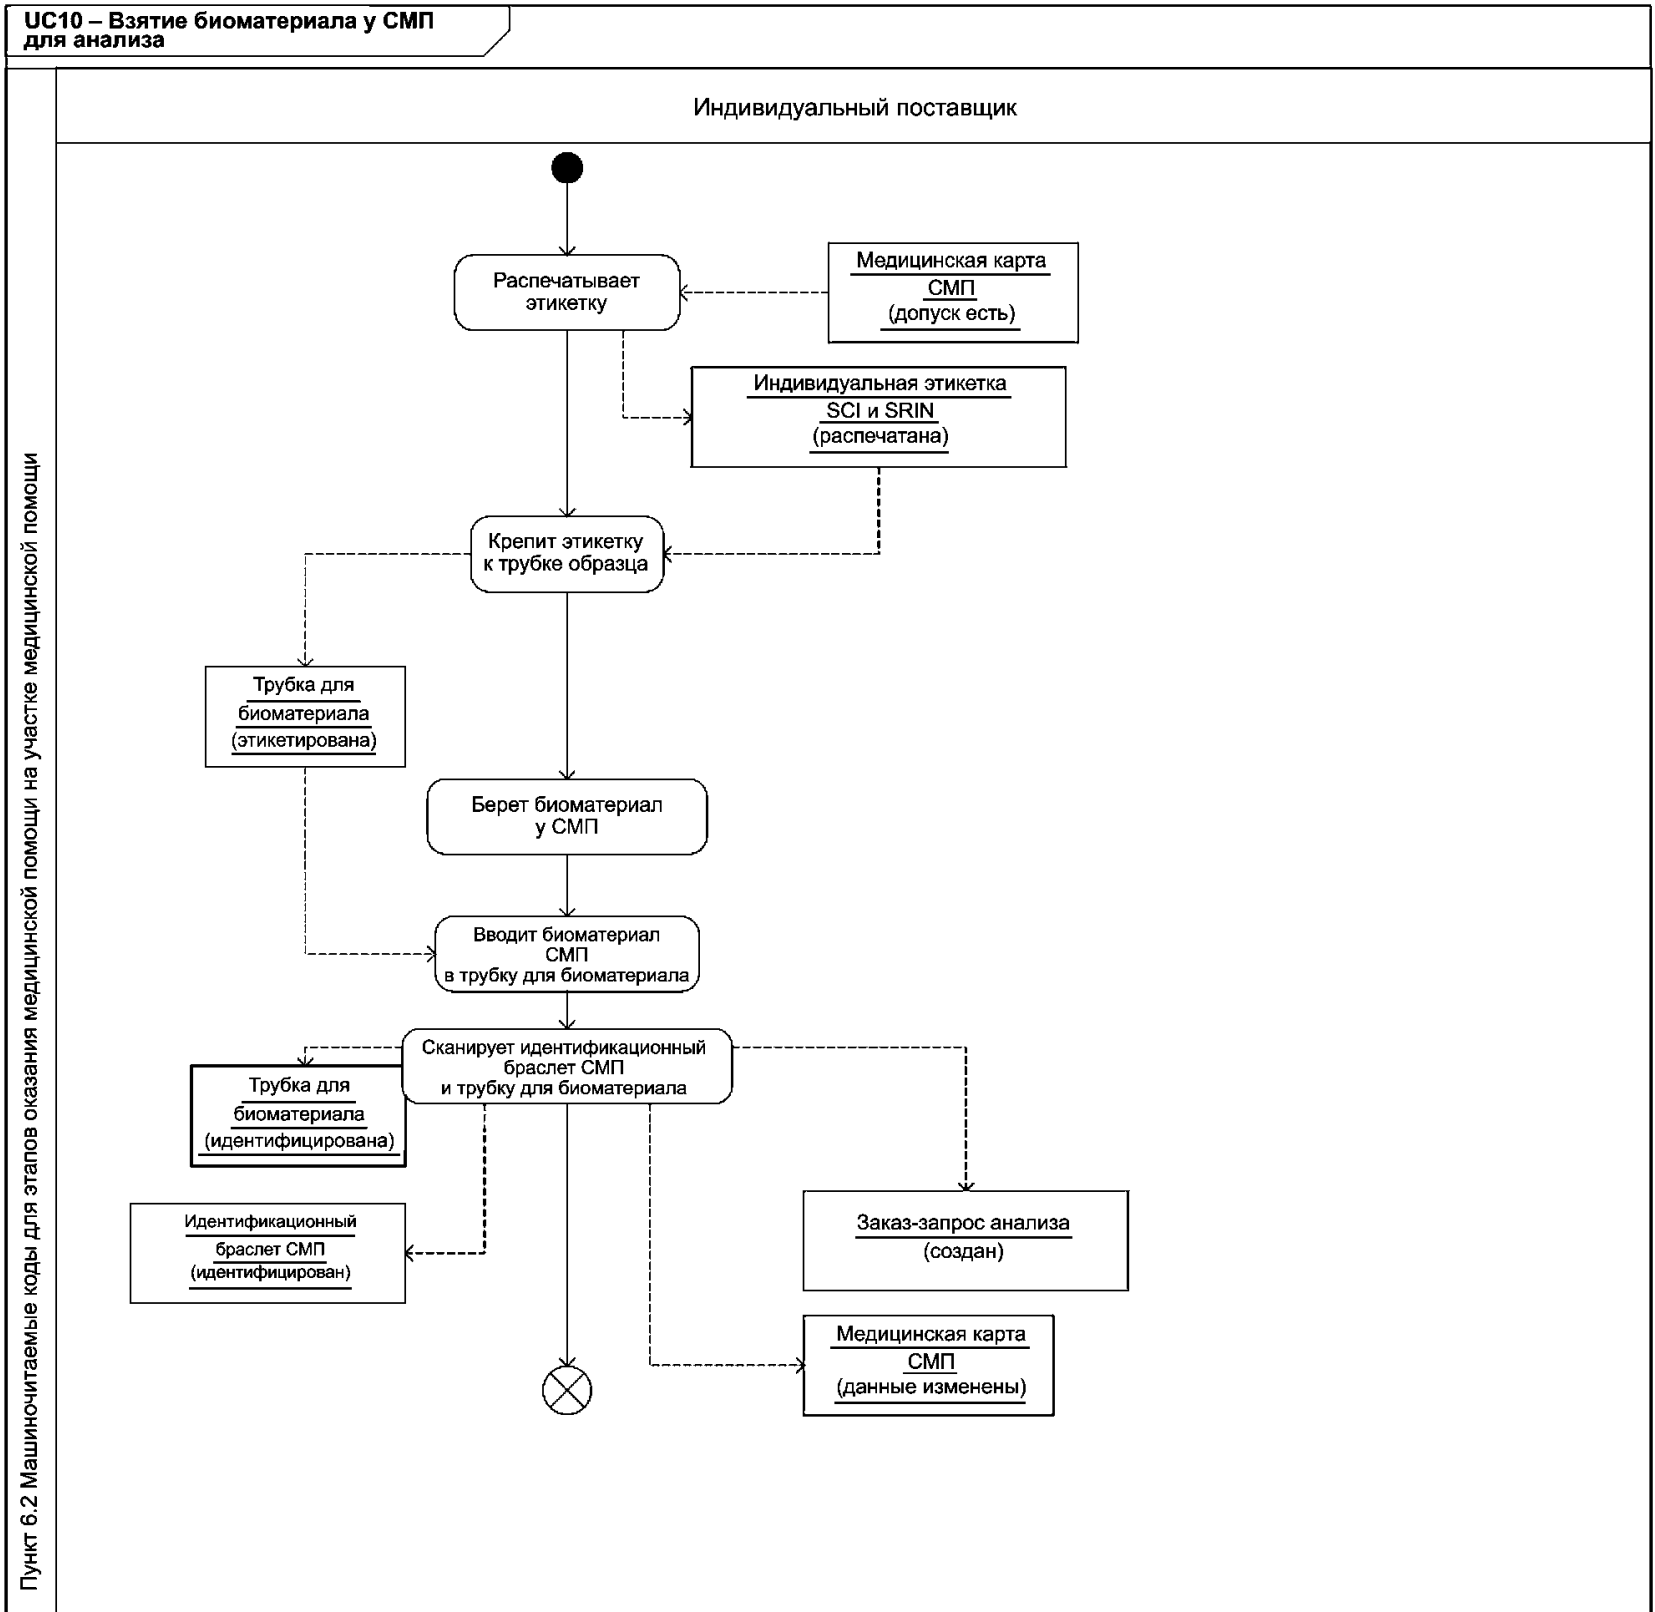 UC10 – Взятие биоматериала у СМП
для анализа
Пункт 6.2 Машиночитаемые коды для этапов оказания медицинской помощи на участке медицинской помощи
Индивидуальный поставщик
Распечатывает
этикетку
Медицинская карта
СМП
(допуск есть)
Индивидуальная этикетка
SCI и SRIN
(распечатана)
Крепит этикетку
к трубке образца
Трубка для
биоматериала
(этикетирована)
Берет биоматериал
у СМП
Вводит биоматериал
СМП
в трубку для биоматериала
Сканирует идентификационный
браслет СМП
и трубку для биоматериала
Трубка для
биоматериала
(идентифицирована)
Идентификационный
браслет СМП
(идентифицирован)
Заказ-запрос анализа
(создан)
Медицинская карта
СМП
(данные изменены)